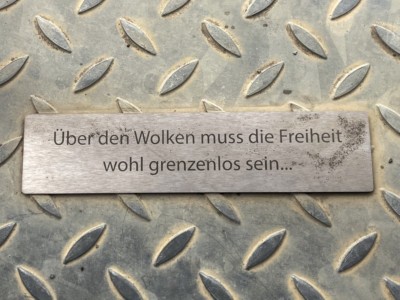 Über den Wolken muss die Freiheit
wohl grenzenlos sein...